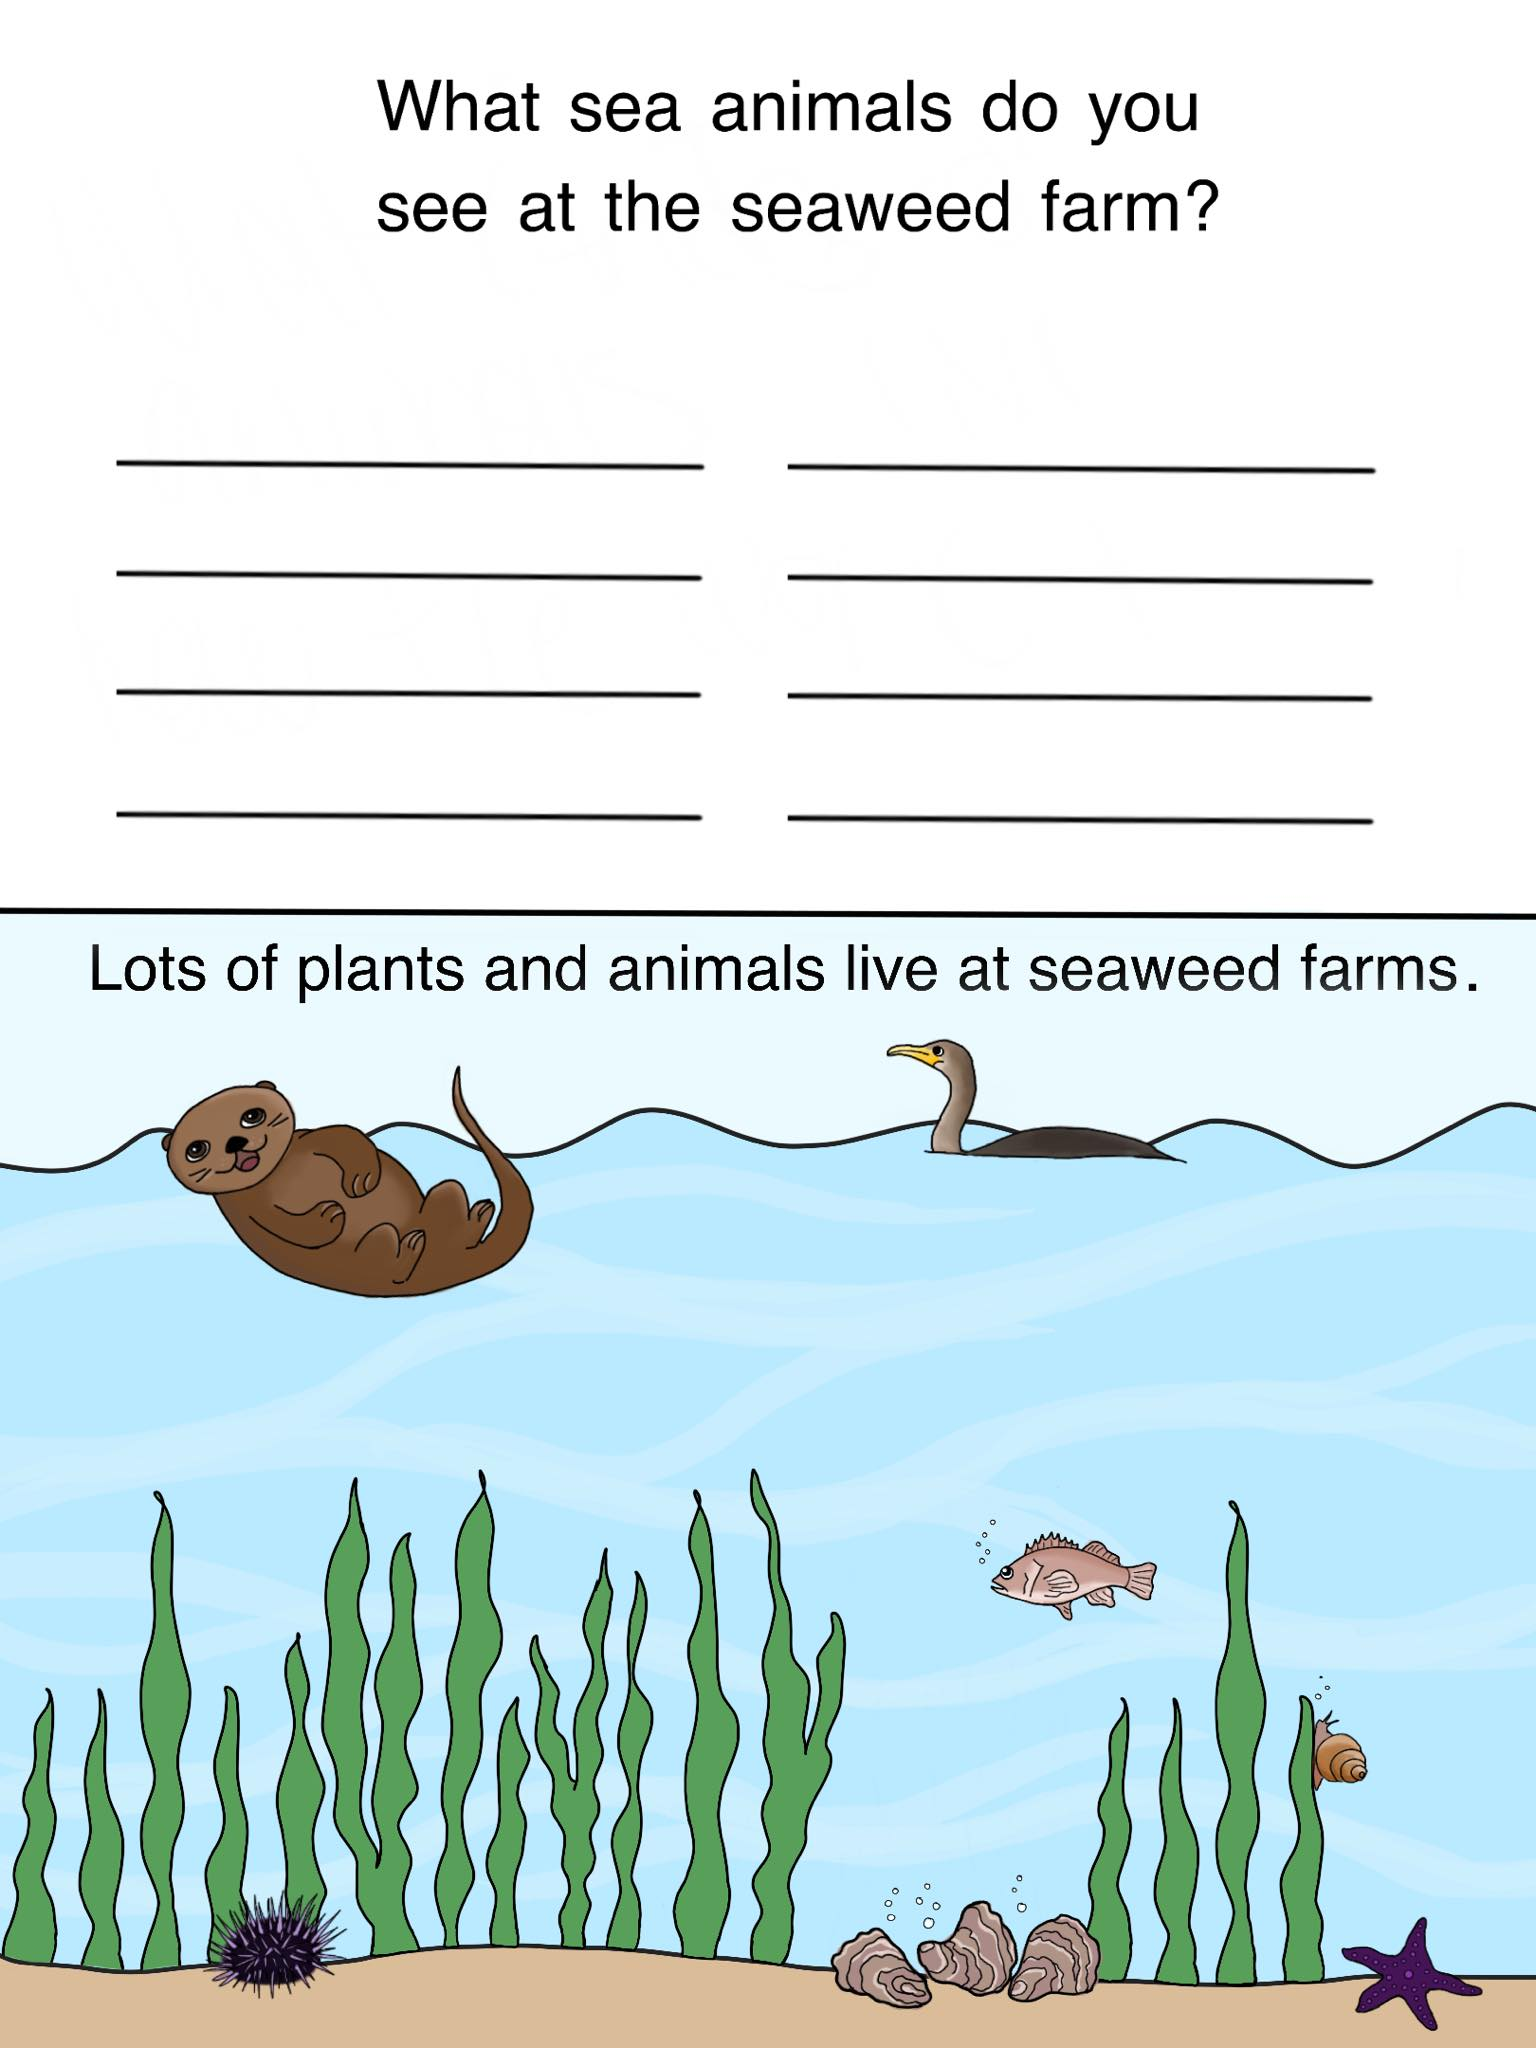 What sea animals do you
see at the seaweed farm?
Lots of plants and animals live at seaweed farms.